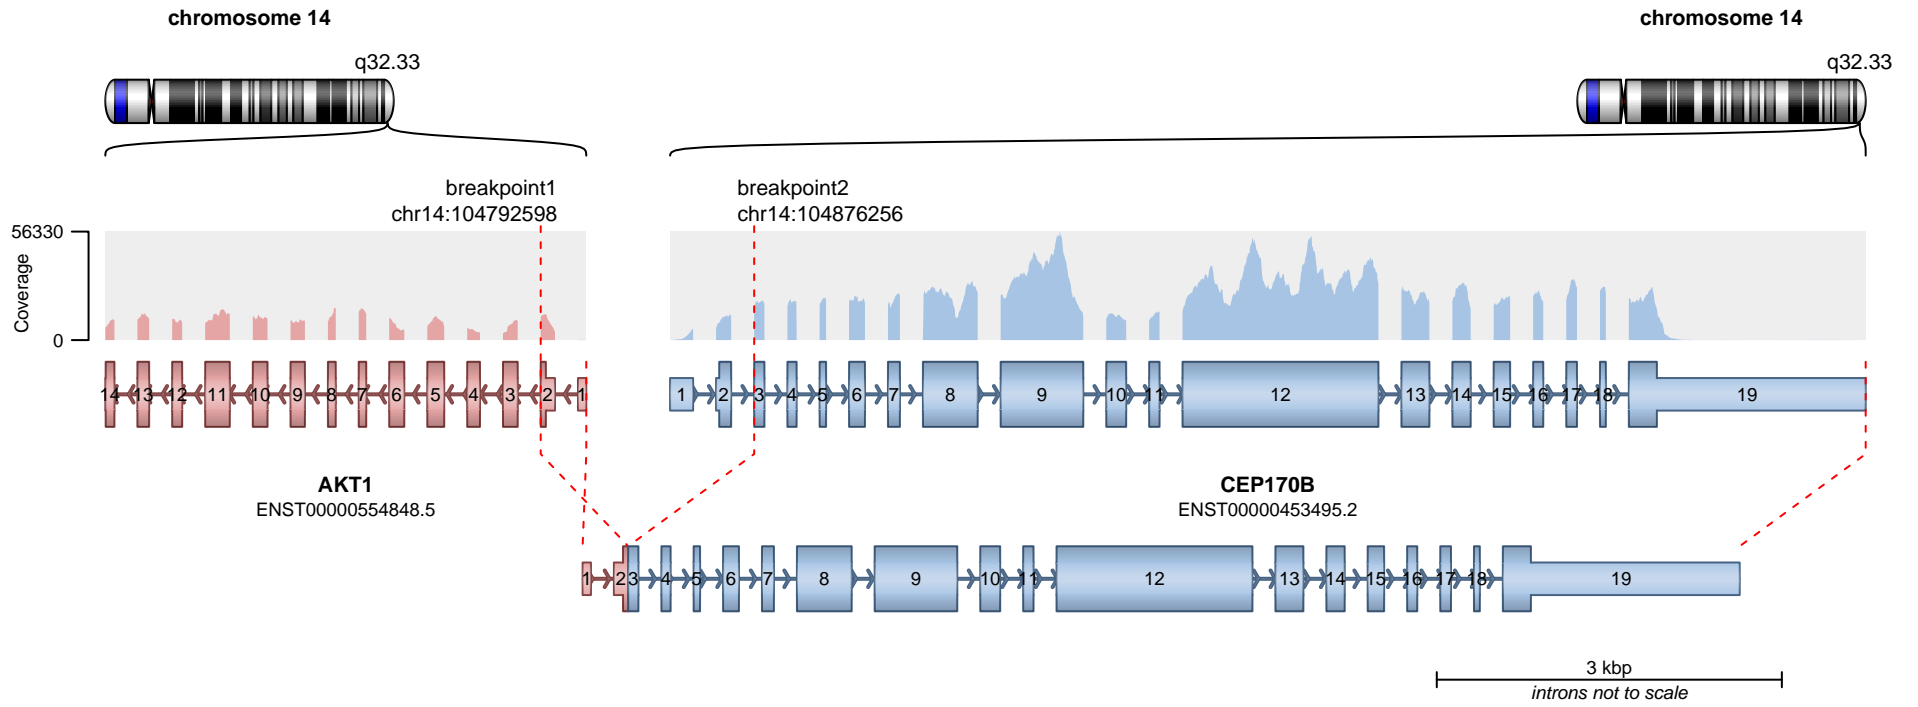 chromosome 14
chromosome 14
q32.33
q32.33
breakpoint1
chr14:104792598
breakpoint2
chr14:104876256
56330
Coverage
0
14 13 12 11 10 9 8 7 6 5 4 3 2 1
1 2 3 4 5 6 7 8 9 10 11 12 13 14 15 16 17 18 19
AKT1
ENST00000554848.5
CEP170B
ENST00000453495.2
1 2 3 4 5 6 7 8 9 10 11 12 13 14 15 16 17 18 19
3 kbp
introns not to scale